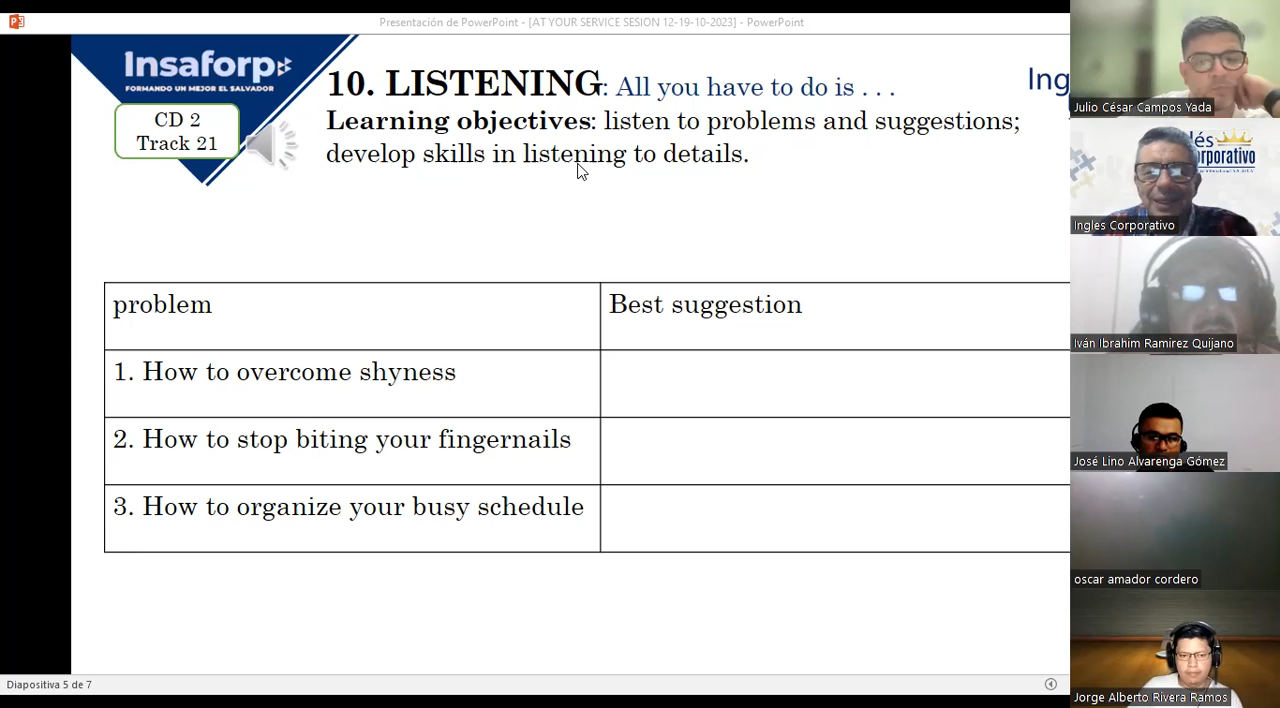 Presentación de PowerPoint - [AT YOUR SERVICE SESION 12-19-10-2023] - PowerPoint
Insaforp
FORMANDO UN MEJOR EL SALVADOR
CD 2
Track 21
10. LISTENING: All you have to do is . . .
Learning objectives: listen to problems and suggestions;
develop skills in listening to details.
Ing
problem
Best suggestion
1. How to overcome shyness
2. How to stop biting your fingernails
3. How to organize your busy schedule
Diapositiva 5 de 7
Julio César Campos Yada
Ingles Corporativo
Iván Ibrahim Ramirez Quijano
José Lino Alvarenga Gómez
oscar amador cordero
Jorge Alberto Rivera Ramos